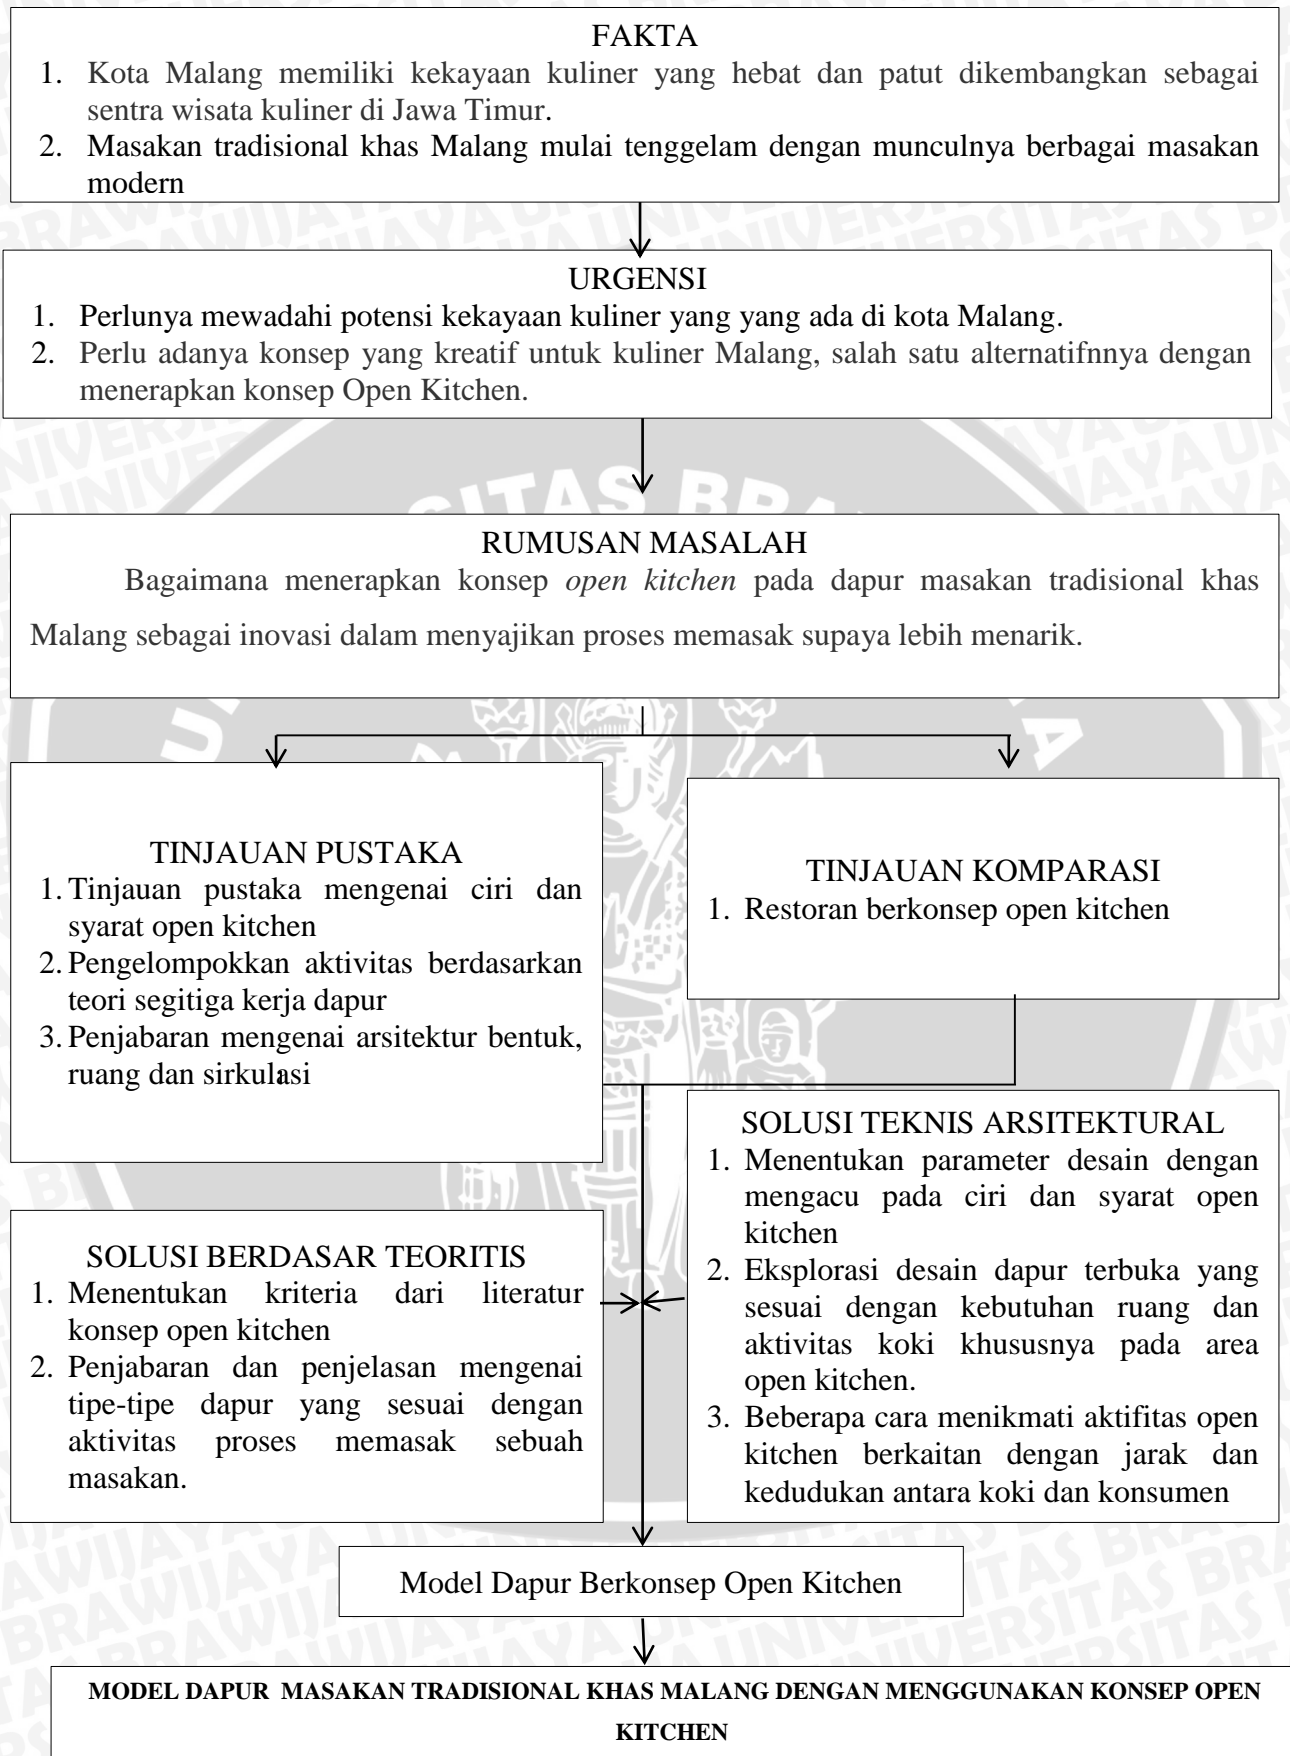 FAKTA
1. Kota Malang memiliki kekayaan kuliner yang hebat dan patut dikembangkan sebagai
sentra wisata kuliner di Jawa Timur.
2. Masakan tradisional khas Malang mulai tenggelam dengan munculnya berbagai masakan
modern
URGENSI
1. Perlunya mewadahi potensi kekayaan kuliner yang yang ada di kota Malang.
2. Perlu adanya konsep yang kreatif untuk kuliner Malang, salah satu alternatifnnya dengan
menerapkan konsep Open Kitchen.
RUMUSAN MASALAH
Bagaimana menerapkan konsep open kitchen pada dapur masakan tradisional khas
Malang sebagai inovasi dalam menyajikan proses memasak supaya lebih menarik.
TINJAUAN PUSTAKA
1. Tinjauan pustaka mengenai ciri dan
syarat open kitchen
2. Pengelompokkan aktivitas berdasarkan
teori segitiga kerja dapur
3. Penjabaran mengenai arsitektur bentuk,
ruang dan sirkulasi
TINJAUAN KOMPARASI
1. Restoran berkonsep open kitchen
SOLUSI BERDASAR TEORITIS
1. Menentukan kriteria dari literatur
konsep open kitchen
2. Penjabaran dan penjelasan mengenai
tipe-tipe dapur yang sesuai dengan
aktivitas proses memasak sebuah
masakan.
SOLUSI TEKNIS ARSITEKTURAL
1. Menentukan parameter desain dengan
mengacu pada ciri dan syarat open
kitchen
2. Eksplorasi desain dapur terbuka yang
sesuai dengan kebutuhan ruang dan
aktivitas koki khususnya pada area
open kitchen.
3. Beberapa cara menikmati aktifitas open
kitchen berkaitan dengan jarak dan
kedudukan antara koki dan konsumen
Model Dapur Berkonsep Open Kitchen
MODEL DAPUR MASAKAN TRADISIONAL KHAS MALANG DENGAN MENGGUNAKAN KONSEP OPEN
KITCHEN